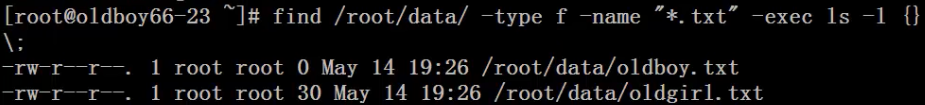 [root@oldboy66-23 ~]# find /root/data/ -type f -name "*.txt" -exec ls -l {}
\;
-rw-r--r--. 1 root root 0 May 14 19:26 /root/data/oldboy.txt
-rw-r--r--. 1 root root 30 May 14 19:26 /root/data/oldgirl.txt